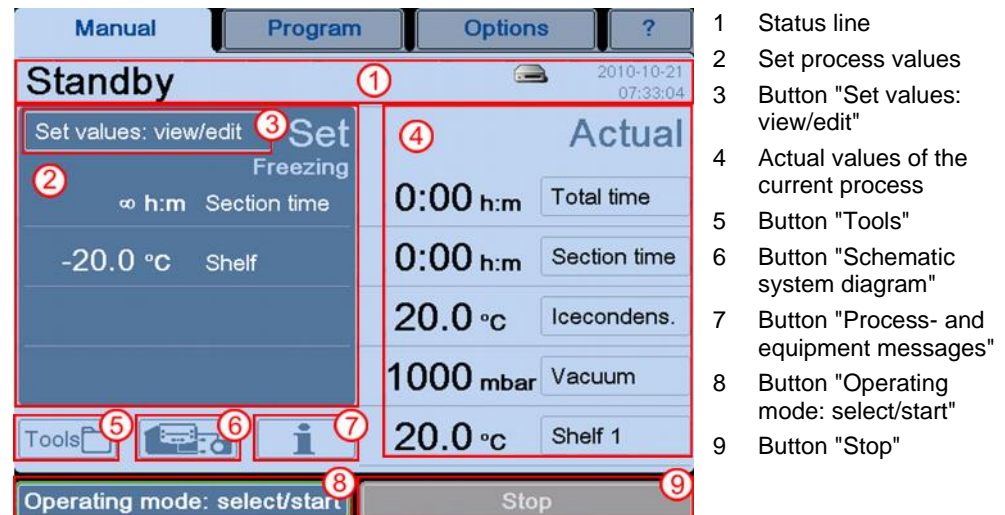 Manual
Program
Options
?
Standby
①
2010-10-21
07:33:04
Set values: view/edit
③
Set
②
Freezing
∞ h:m Section time
-20.0 °C Shelf
④
Actual
0:00 h:m Total time
0:00 h:m Section time
20.0 °C Icecondens.
1000 mbar Vacuum
20.0 °C Shelf 1
Tools
⑤
⑥
i
⑦
Operating mode: select/start
⑧
Stop
⑨
1 Status line
2 Set process values
3 Button "Set values:
view/edit"
4 Actual values of the
current process
5 Button "Tools"
6 Button "Schematic
system diagram"
7 Button "Process- and
equipment messages"
8 Button "Operating
mode: select/start"
9 Button "Stop"